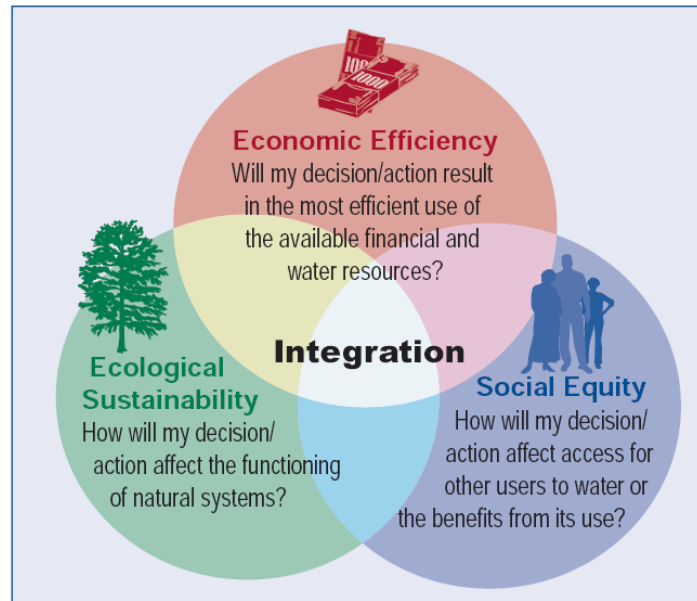 100
1000
Economic Efficiency
Will my decision/action result
in the most efficient use of
the available financial and
water resources?
Integration
Ecological
Sustainability
How will my decision/
action affect the functioning
of natural systems?
Social Equity
How will my decision/
action affect access for
other users to water or
the benefits from its use?